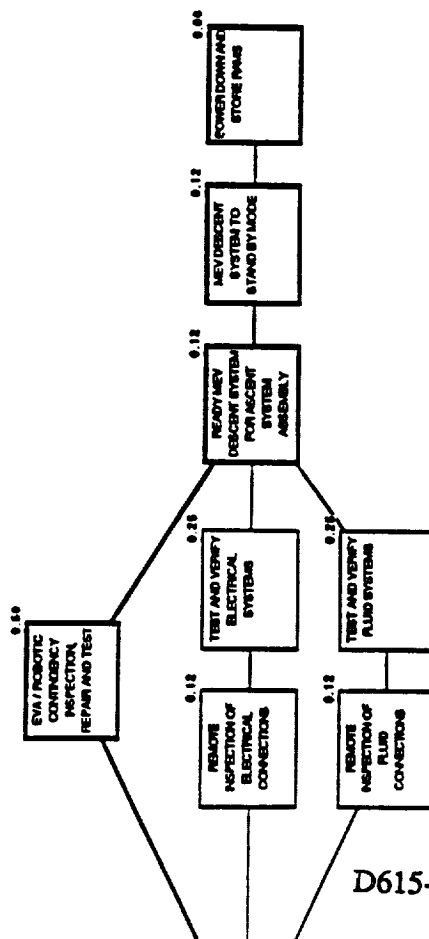 0.50
EVA / ROBOTIC
CONTINGENCY
INSPECTION,
REPAIR AND TEST
0.12
REMOTE
INSPECTION OF
ELECTRICAL
CONNECTIONS
0.25
TEST AND VERIFY
ELECTRICAL
SYSTEMS
0.12
REMOTE
INSPECTION OF
FLUID
CONNECTIONS
0.25
TEST AND VERIFY
FLUID SYSTEMS
0.12
READY MEV
DESCENT SYSTEM
FOR ASCENT
SYSTEM
ASSEMBLY
0.12
MEV DESCENT
SYSTEM TO
STAND BY MODE
POWER DOWN AND
STORE RAMS
D615-